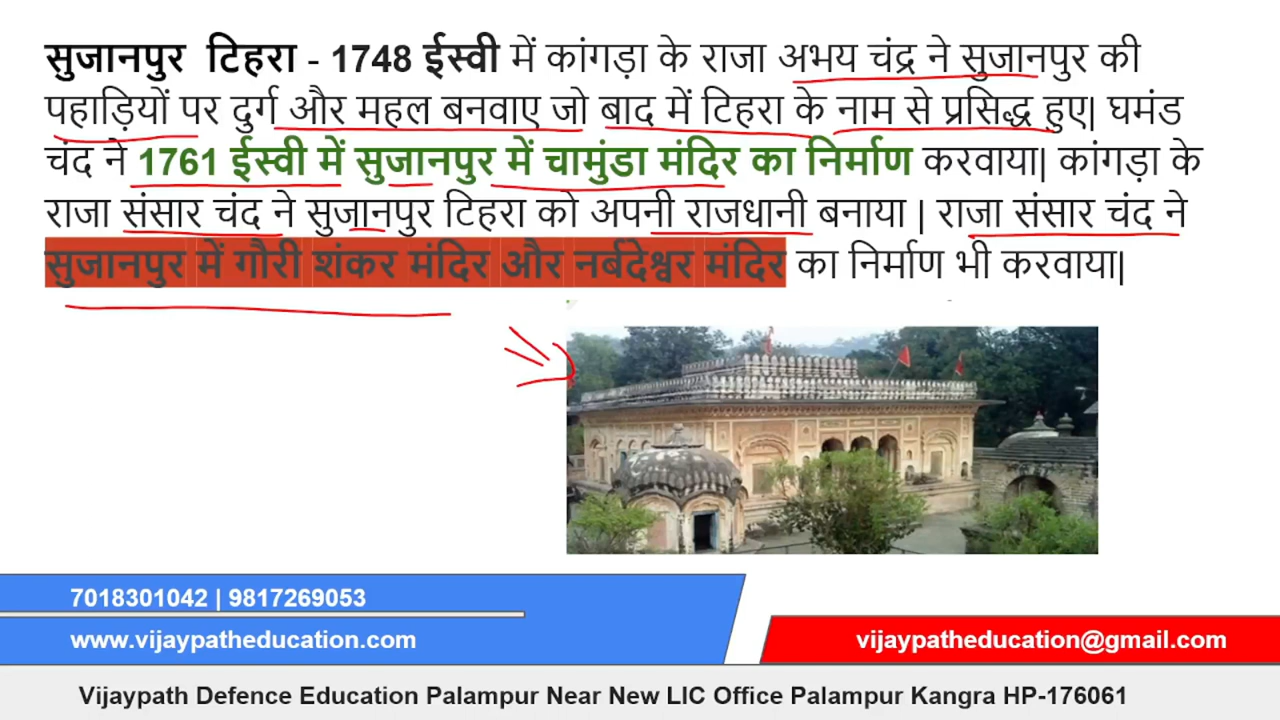 सुजानपुर टिहरा - 1748 ईस्वी में कांगड़ा के राजा अभय चंद्र ने सुजानपुर की
पहाड़ियों पर दुर्ग और महल बनवाए जो बाद में टिहरा के नाम से प्रसिद्ध हुए| घमंड
चंद ने 1761 ईस्वी में सुजानपुर में चामुंडा मंदिर का निर्माण करवाया| कांगड़ा के
राजा संसार चंद ने सुजानपुर टिहरा को अपनी राजधानी बनाया | राजा संसार चंद ने
सुजानपुर में गौरी शंकर मंदिर और नर्बदेश्वर मंदिर का निर्माण भी करवाया|
7018301042 | 9817269053
www.vijaypatheducation.com
vijaypatheducation@gmail.com
Vijaypath Defence Education Palampur Near New LIC Office Palampur Kangra HP-176061